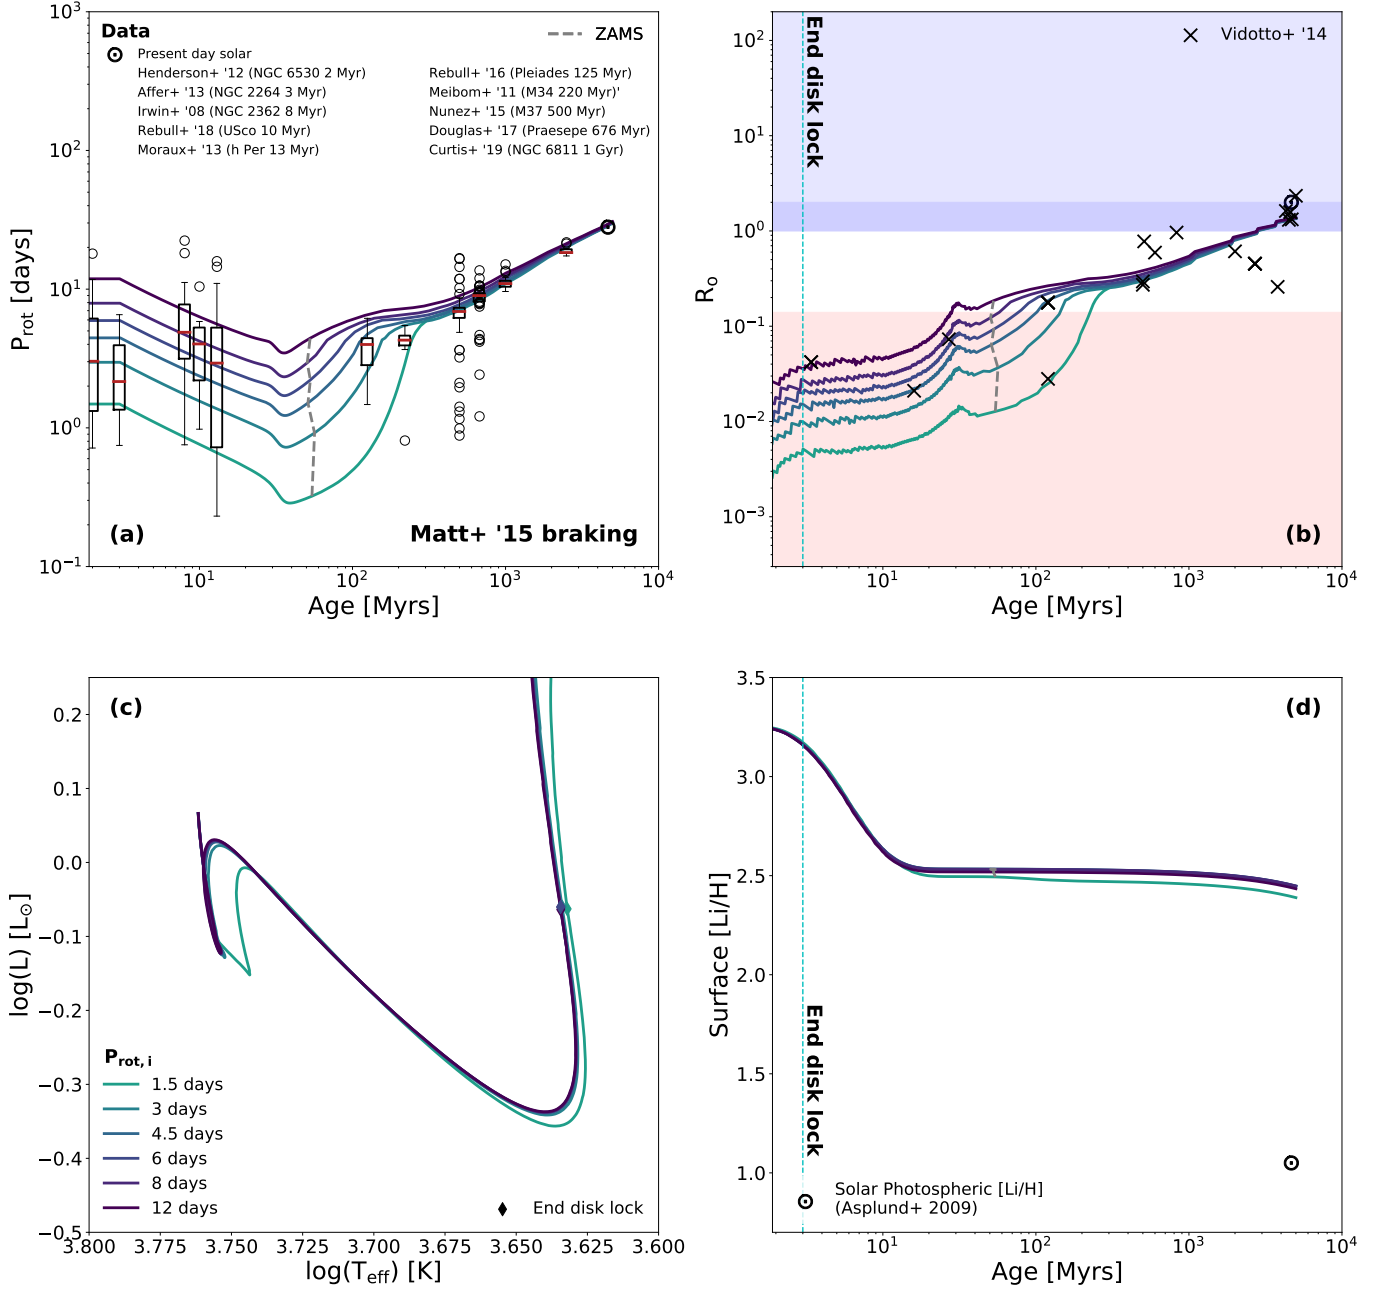 Data
Present day solar
Henderson+ '12 (NGC 6530 2 Myr)
Affer+ '13 (NGC 2264 3 Myr)
Irwin+ '08 (NGC 2362 8 Myr)
Rebull+ '18 (USco 10 Myr)
Moraux+ '13 (h Per 13 Myr)
ZAMS
Rebull+ '16 (Pleiades 125 Myr)
Meibom+ '11 (M34 220 Myr)'
Nunez+ '15 (M37 500 Myr)
Douglas+ '17 (Praesepe 676 Myr)
Curtis+ '19 (NGC 6811 1 Gyr)
10³
10²
10¹
10⁰
10⁻¹
P_rot [days]
(a)
Matt+ '15 braking
10¹
10²
10³
10⁴
Age [Myrs]
End disk lock
Vidotto+ '14
10²
10¹
10⁰
10⁻¹
10⁻²
10⁻³
R_o
(b)
10¹
10²
10³
10⁴
Age [Myrs]
(c)
0.2
0.1
0.0
−0.1
−0.2
−0.3
−0.4
−0.5
log(L) [L_⊙]
P_rot,i
1.5 days
3 days
4.5 days
6 days
8 days
12 days
End disk lock
3.800
3.775
3.750
3.725
3.700
3.675
3.650
3.625
3.600
log(T_eff) [K]
(d)
3.5
3.0
2.5
2.0
1.5
1.0
Surface [Li/H]
End disk lock
Solar Photospheric [Li/H]
(Asplund+ 2009)
10¹
10²
10³
10⁴
Age [Myrs]